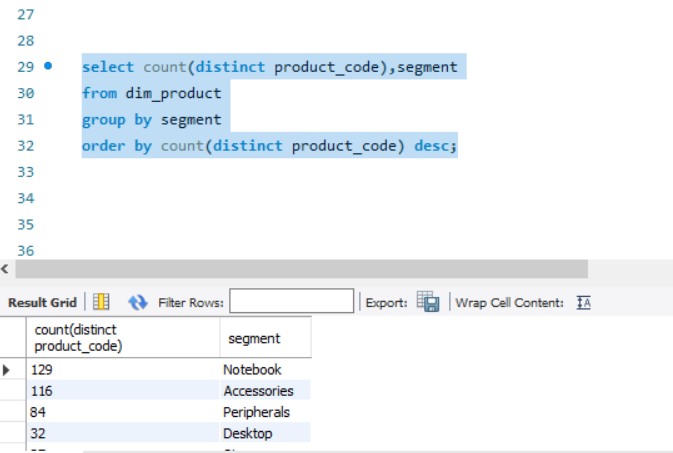 27
28
29 select count(distinct product_code),segment
30 from dim_product
31 group by segment
32 order by count(distinct product_code) desc;
33
34
35
36
Result Grid Filter Rows: Export: Wrap Cell Content:
count(distinct
product_code) segment
129 Notebook
116 Accessories
84 Peripherals
32 Desktop